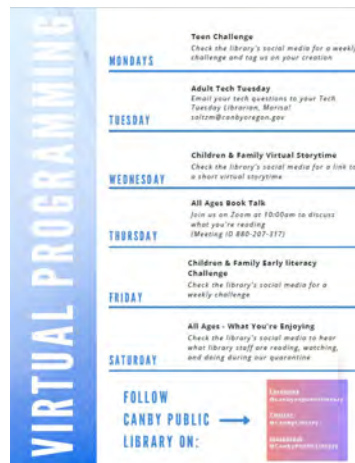 VIRTUAL PROGRAMMING
Teen Challenge
MONDAYS
Check the library's social media for a weekly
challenge and tag us on your creation
Adult Tech Tuesday
TUESDAY
Email your tech questions to your Tech
Tuesday Librarian, Marisa!
saltzm@canbyoregon.gov
Children & Family Virtual Storytime
WEDNESDAY
Check the library's social media for a link to
a short virtual storytime
All Ages Book Talk
THURSDAY
Join us on Zoom at 10:00am to discuss
what you're reading
(Meeting ID 880-207-317)
Children & Family Early literacy
Challenge
FRIDAY
Check the library's social media for a
weekly challenge
All Ages - What You're Enjoying
SATURDAY
Check the library's social media to hear
what library staff are reading, watching,
and doing during our quarantine
FOLLOW
CANBY PUBLIC
LIBRARY ON: